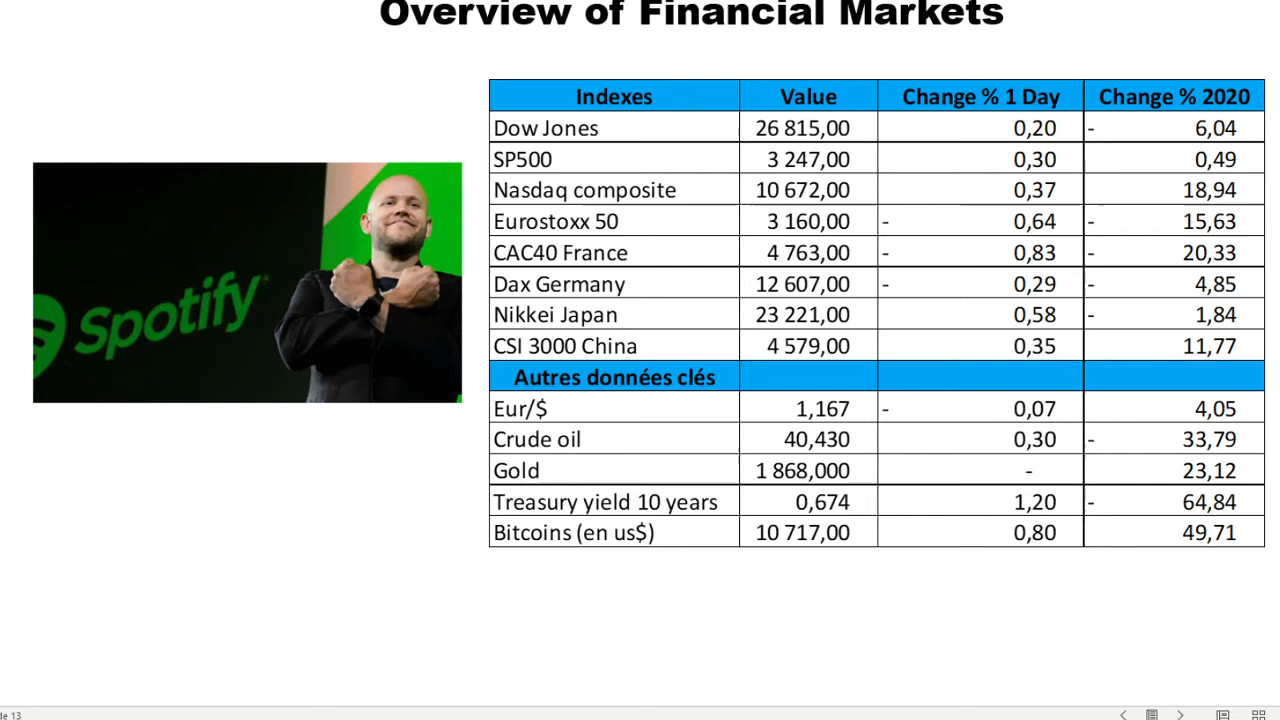 Overview of Financial Markets
Spotify
Indexes Value Change % 1 Day Change % 2020
Dow Jones 26 815,00 0,20 - 6,04
SP500 3 247,00 0,30 0,49
Nasdaq composite 10 672,00 0,37 18,94
Eurostoxx 50 3 160,00 - 0,64 - 15,63
CAC40 France 4 763,00 - 0,83 - 20,33
Dax Germany 12 607,00 - 0,29 - 4,85
Nikkei Japan 23 221,00 0,58 - 1,84
CSI 3000 China 4 579,00 0,35 11,77
Autres données clés
Eur/$ 1,167 - 0,07 4,05
Crude oil 40,430 0,30 - 33,79
Gold 1 868,000 - 23,12
Treasury yield 10 years 0,674 1,20 - 64,84
Bitcoins (en us$) 10 717,00 0,80 49,71
de 13